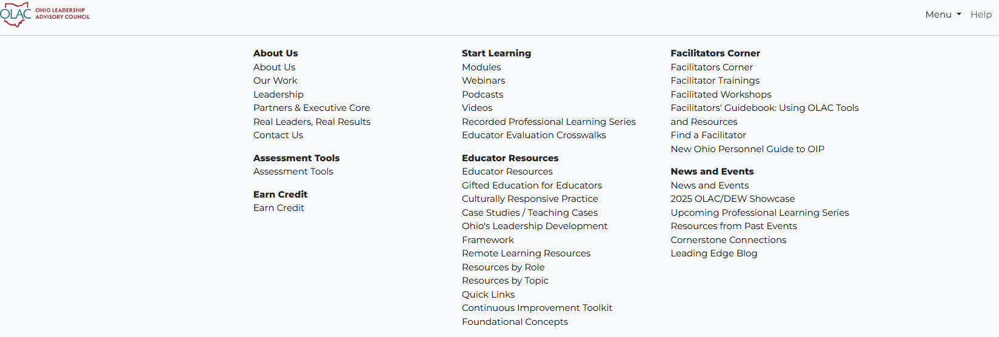 OLAC OHIO LEADERSHIP
ADVISORY COUNCIL
Menu Help
About Us
About Us
Our Work
Leadership
Partners & Executive Core
Real Leaders, Real Results
Contact Us
Assessment Tools
Assessment Tools
Earn Credit
Earn Credit
Start Learning
Modules
Webinars
Podcasts
Videos
Recorded Professional Learning Series
Educator Evaluation Crosswalks
Educator Resources
Educator Resources
Gifted Education for Educators
Culturally Responsive Practice
Case Studies / Teaching Cases
Ohio's Leadership Development
Framework
Remote Learning Resources
Resources by Role
Resources by Topic
Quick Links
Continuous Improvement Toolkit
Foundational Concepts
Facilitators Corner
Facilitators Corner
Facilitator Trainings
Facilitated Workshops
Facilitators' Guidebook: Using OLAC Tools
and Resources
Find a Facilitator
New Ohio Personnel Guide to OIP
News and Events
News and Events
2025 OLAC/DEW Showcase
Upcoming Professional Learning Series
Resources from Past Events
Cornerstone Connections
Leading Edge Blog